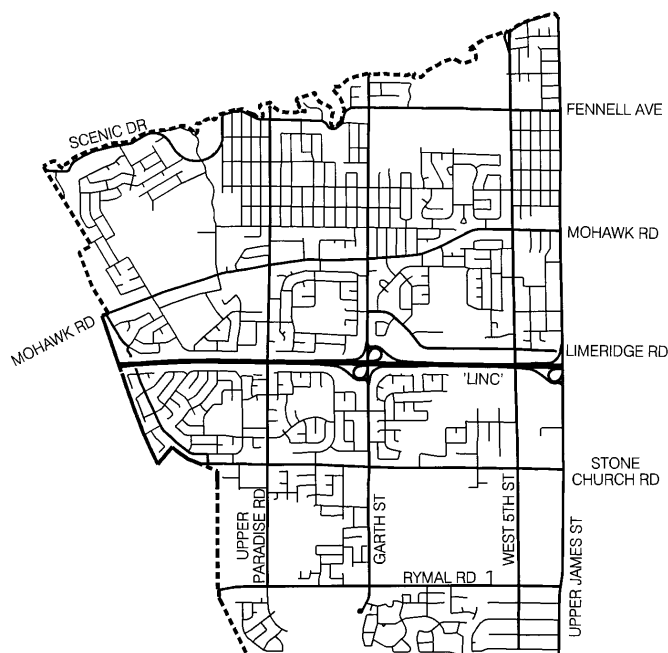 FENNELL AVE
SCENIC DR
MOHAWK RD
MOHAWK RD
LIMERIDGE RD
'LINC'
STONE
CHURCH RD
UPPER
PARADISE RD
GARTH ST
WEST 5TH ST
UPPER JAMES ST
RYMAL RD